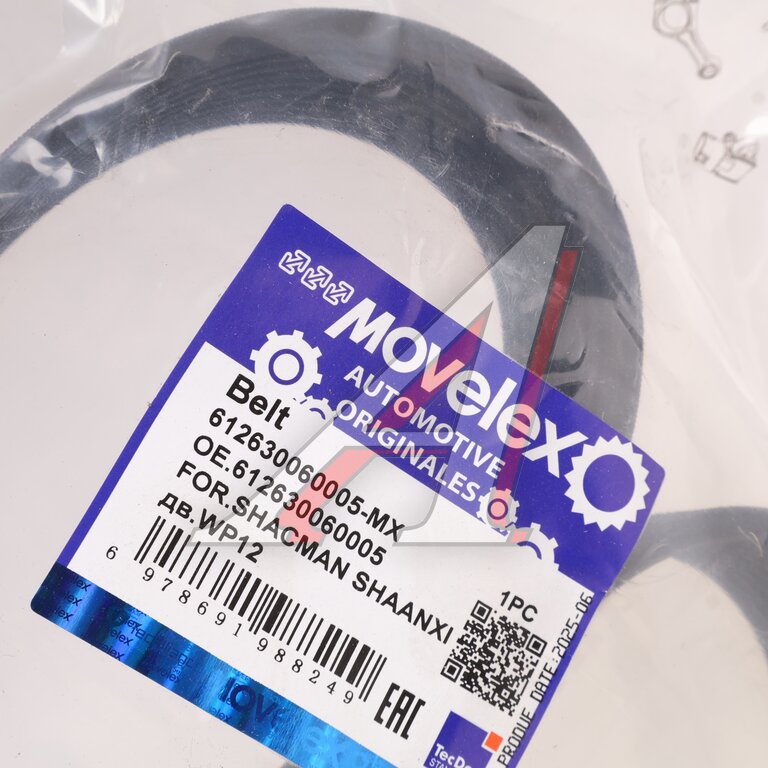 Movelex
AUTOMOTIVE
ORIGINALES
Belt
612630060005-MX
OE.612630060005
FOR.SHACMAN SHAANXI
дв.WP12
6 978691 988249
EAC
1PC
PRODUE DATE:2025-06